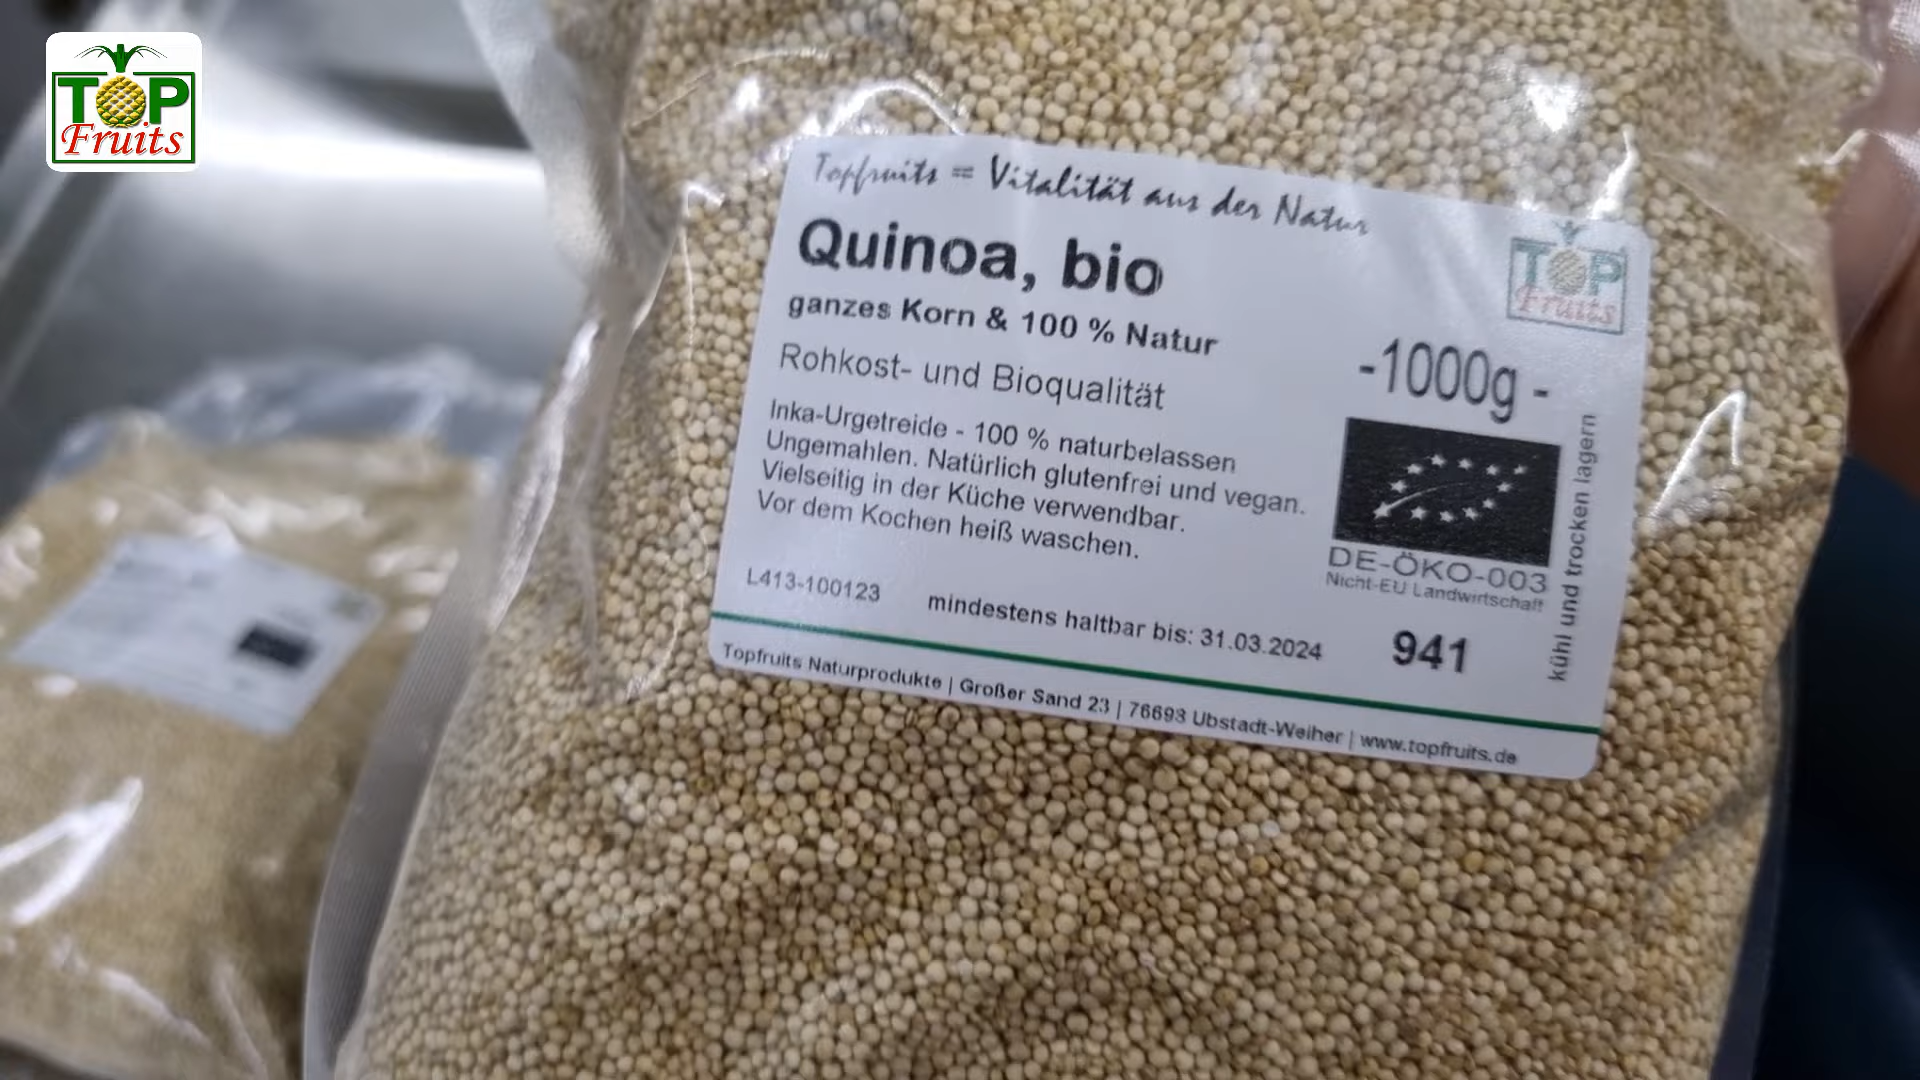 TOP
Fruits
Topfruits = Vitalität aus der Natur
Quinoa, bio
TOP
Fruits
ganzes Korn & 100 % Natur
Rohkost- und Bioqualität
-1000g -
Inka-Urgetreide - 100 % naturbelassen
Ungemahlen. Natürlich glutenfrei und vegan.
Vielseitig in der Küche verwendbar.
Vor dem Kochen heiß waschen.
DE-ÖKO-003
Nicht-EU Landwirtschaft
kühl und trocken lagern
L413-100123
mindestens haltbar bis: 31.03.2024
941
Topfruits Naturprodukte | Großer Sand 23 | 76698 Ubstadt-Weiher | www.topfruits.de